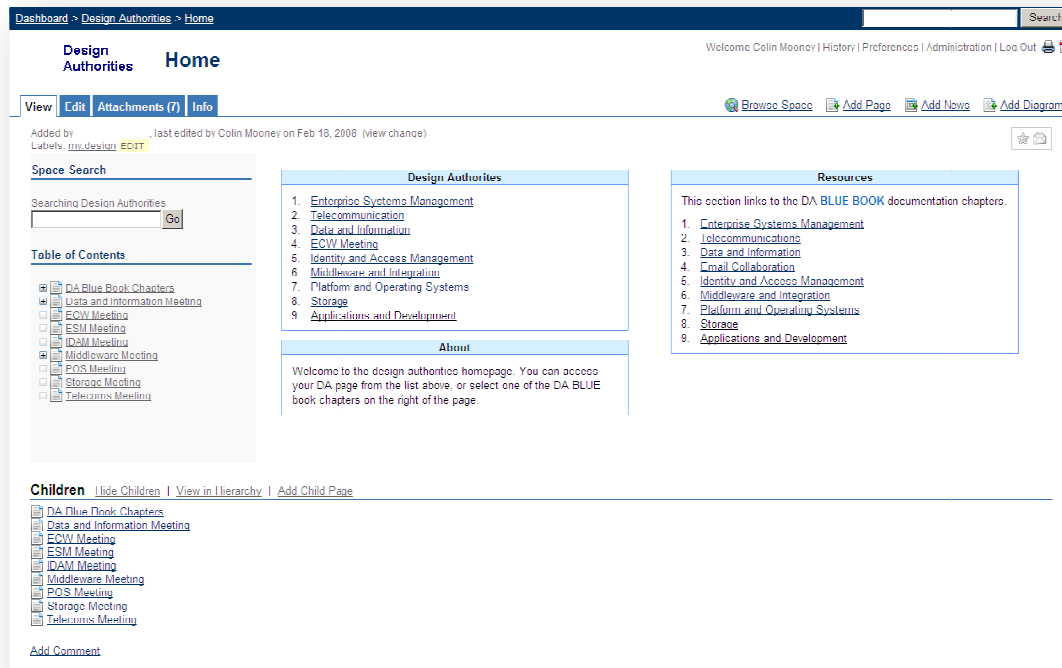 Dashboard > Design Authorities > Home
Search
Design
Authorities
Home
Welcome Colin Mooney | History | Preferences | Administration | Log Out
View Edit Attachments (7) Info
Browse Space Add Page Add News Add Diagram
Added by , last edited by Colin Mooney on Feb 18, 2008 (view change)
Labels: my.design EDIT
Space Search
Searching Design Authorities
Go
Table of Contents
DA Blue Book Chapters
Data and Information Meeting
ECW Meeting
ESM Meeting
IDAM Meeting
Middleware Meeting
POS Meeting
Storage Meeting
Telecoms Meeting
Design Authorites
1. Enterprise Systems Management
2. Telecommunication
3. Data and Information
4. ECW Meeting
5. Identity and Access Management
6. Middleware and Integration
7. Platfom and Operating Systems
8. Storage
9. Applications and Development
About
Welcome to the design authorities homepage. You can access
your DA page from the list above, or select one of the DA BLUE
book chapters on the right of the page.
Resources
This section links to the DA BLUE BOOK documentation chapters.
1. Enterprise Systems Management
2. Telecommunications
3. Data and Information
4. Email Collaboration
5. Identity and Access Management
6. Middleware and Integration
7. Platform and Operating Systems
8. Storage
9. Applications and Development
Children Hide Children | View in Hierarchy | Add Child Page
DA Blue Book Chapters
Data and Information Meeting
ECW Meeting
ESM Meeting
IDAM Meeting
Middleware Meeting
POS Meeting
Storage Meeting
Telecoms Meeting
Add Comment